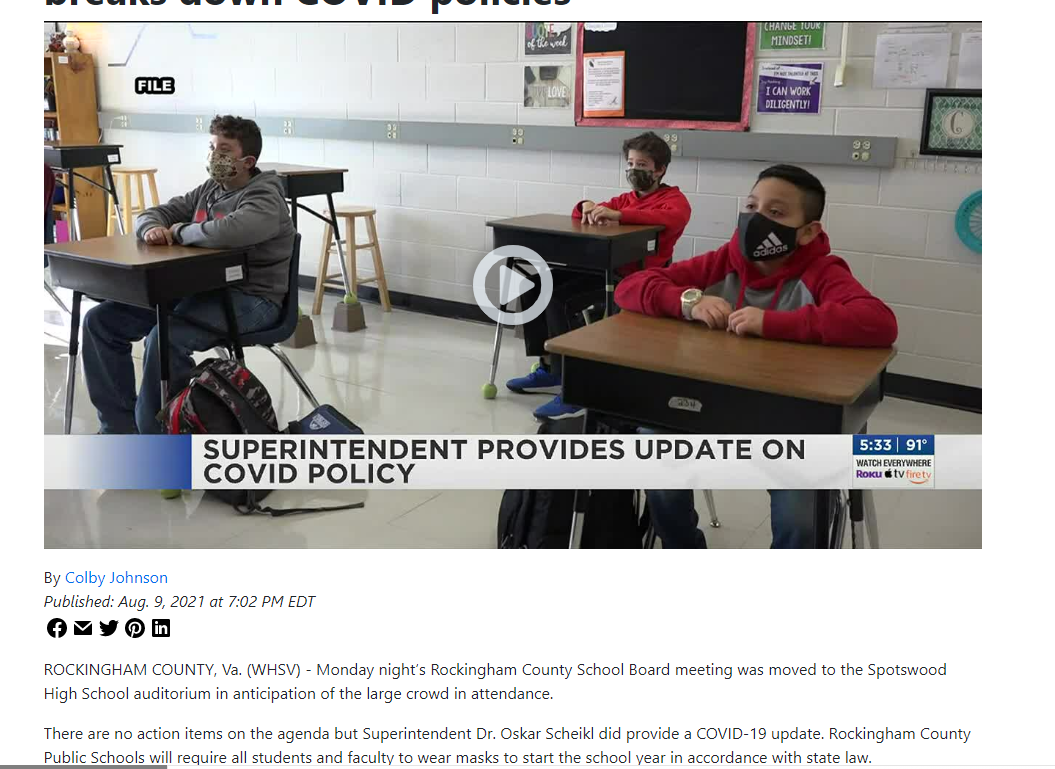 breaks down COVID policies
FILE
of the week
LOVE
CHANGE YOUR
MINDSET!
I CAN WORK
DILIGENTLY!
C
adidas
SUPERINTENDENT PROVIDES UPDATE ON
COVID POLICY
5:33 | 91°
WATCH EVERYWHERE
ROKU tv firetv
By Colby Johnson
Published: Aug. 9, 2021 at 7:02 PM EDT
ROCKINGHAM COUNTY, Va. (WHSV) - Monday night's Rockingham County School Board meeting was moved to the Spotswood
High School auditorium in anticipation of the large crowd in attendance.
There are no action items on the agenda but Superintendent Dr. Oskar Scheikl did provide a COVID-19 update. Rockingham County
Public Schools will require all students and faculty to wear masks to start the school year in accordance with state law.